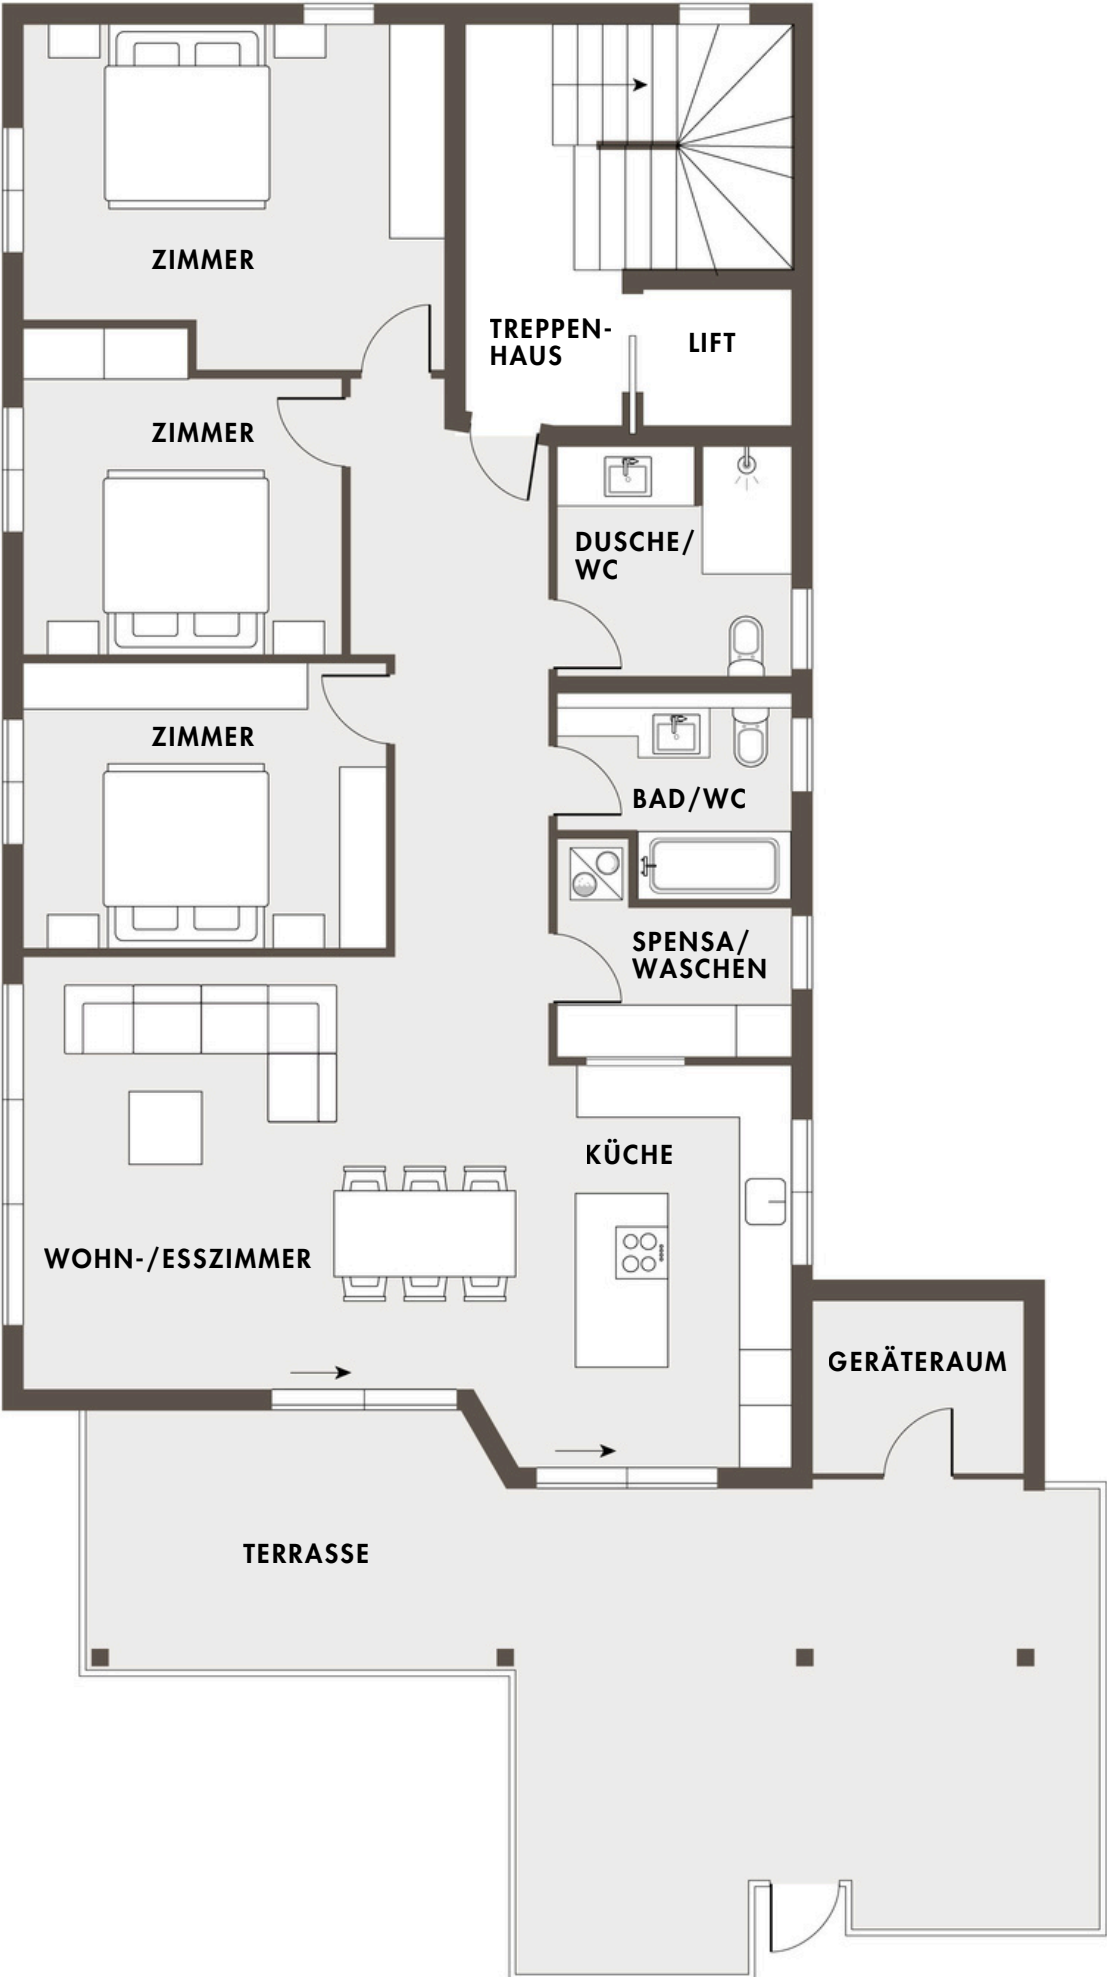 ZIMMER
TREPPEN-
HAUS
LIFT
ZIMMER
DUSCHE/
WC
ZIMMER
BAD/WC
SPENSA/
WASCHEN
KÜCHE
WOHN-/ESSZIMMER
GERÄTERAUM
TERRASSE